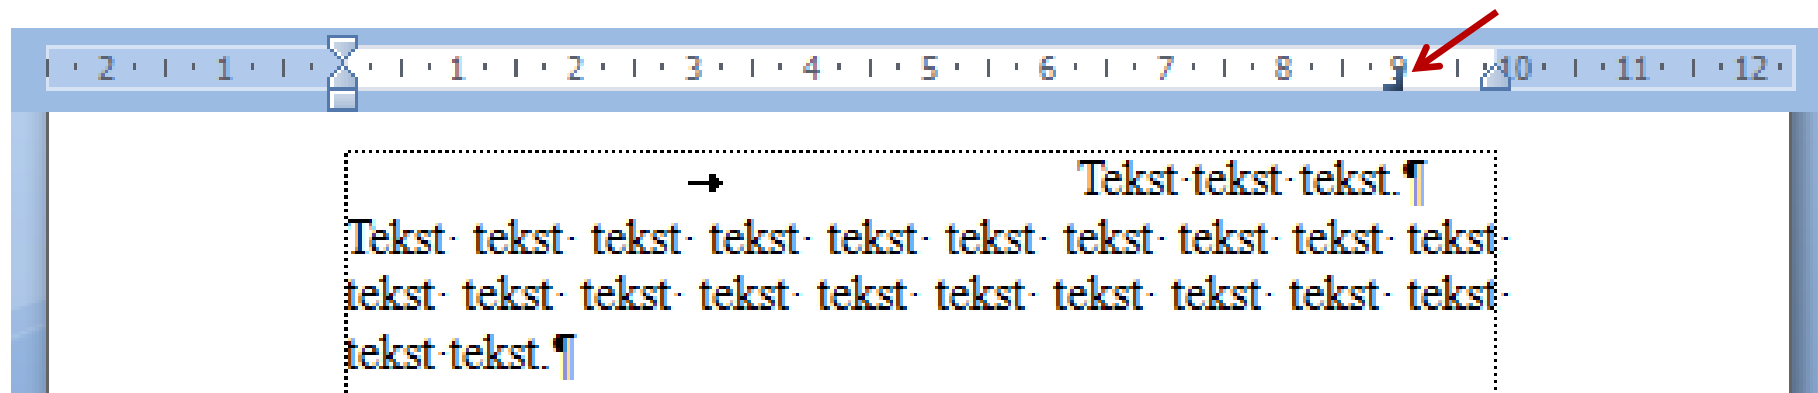 2 1 1 2 3 4 5 6 7 8 9 10 11 12
→ Tekst·tekst·tekst.¶
Tekst· tekst· tekst· tekst· tekst· tekst· tekst· tekst· tekst· tekst·
tekst· tekst· tekst· tekst· tekst· tekst· tekst· tekst· tekst· tekst·
tekst·tekst.¶